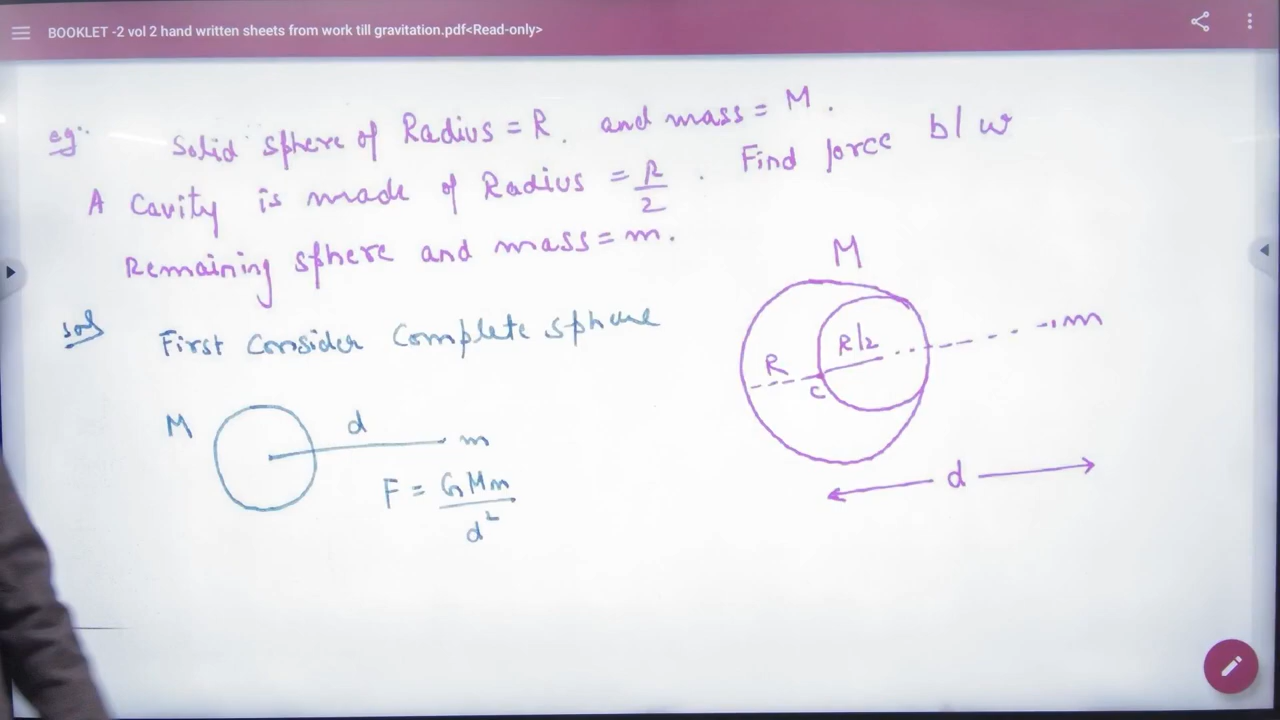 BOOKLET -2 vol 2 hand written sheets from work till gravitation.pdf<Read-only>
eg:- Solid sphere of Radius = R. and mass = M.
A Cavity is made of Radius = R/2. Find force b/w
Remaining sphere and mass = m.
Sol First Consider Complete sphere
M
R/2
m
R
C
d
M
d
m
F = GMm/d²